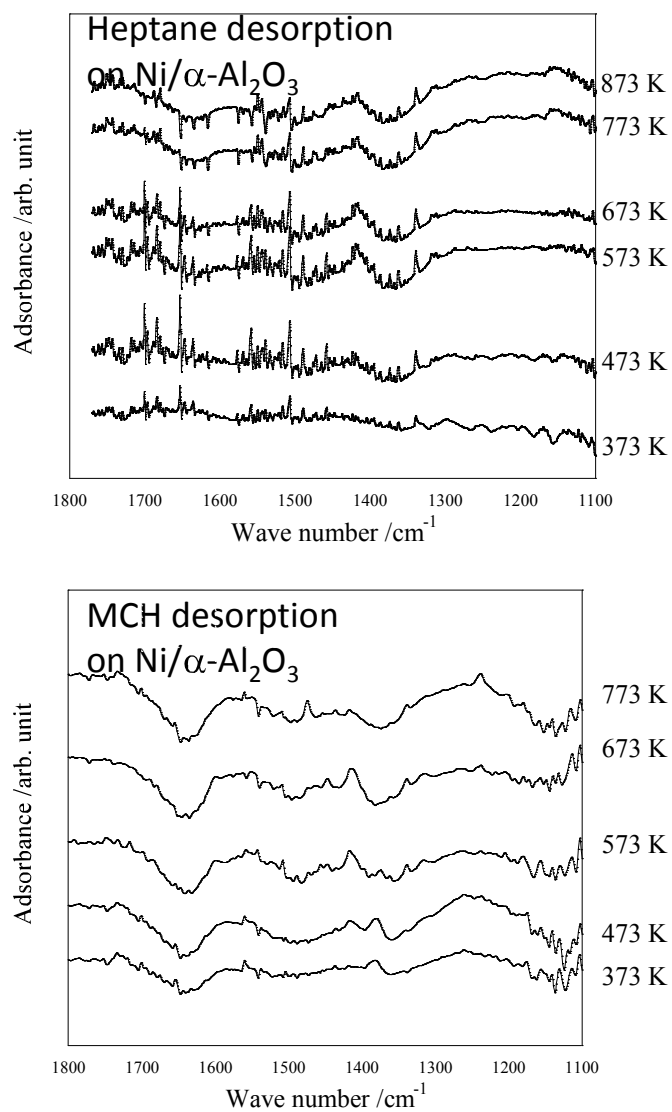 Heptane desorption
on Ni/α-Al₂O₃
873 K
773 K
673 K
573 K
473 K
373 K
Adsorbance /arb. unit
1800 1700 1600 1500 1400 1300 1200 1100
Wave number /cm⁻¹
MCH desorption
on Ni/α-Al₂O₃
773 K
673 K
573 K
473 K
373 K
Adsorbance /arb. unit
1800 1700 1600 1500 1400 1300 1200 1100
Wave number /cm⁻¹